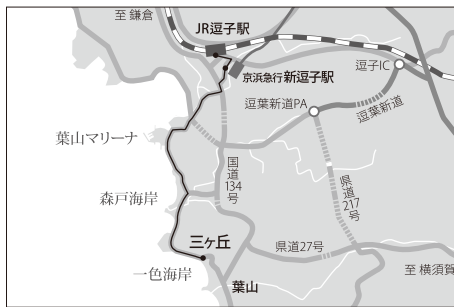 至 鎌倉
JR逗子駅
京浜急行 新逗子駅
逗子IC
逗葉新道PA
逗葉新道
葉山マリーナ
国道134号
県道217号
森戸海岸
三ヶ丘
県道27号
一色海岸
葉山
至 横須賀